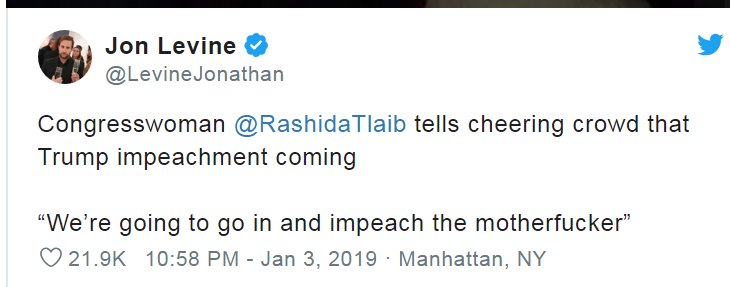 Jon Levine
@LevineJonathan
Congresswoman @RashidaTlaib tells cheering crowd that
Trump impeachment coming
“We’re going to go in and impeach the motherfucker”
21.9K 10:58 PM - Jan 3, 2019 · Manhattan, NY